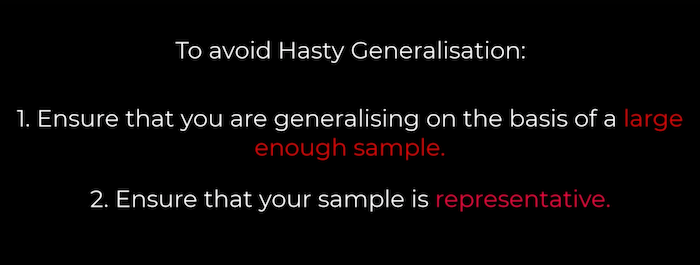 To avoid Hasty Generalisation:
1. Ensure that you are generalising on the basis of a large
enough sample.
2. Ensure that your sample is representative.